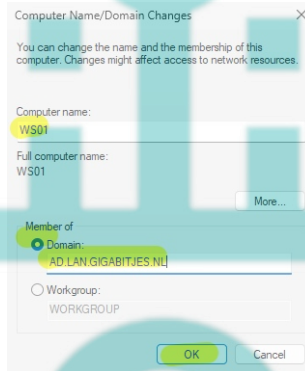 Computer Name/Domain Changes
You can change the name and the membership of this
computer. Changes might affect access to network resources.
Computer name:
WS01
Full computer name:
WS01
More...
Member of
Domain:
AD.LAN.GIGABITJES.NL
Workgroup:
WORKGROUP
OK
Cancel